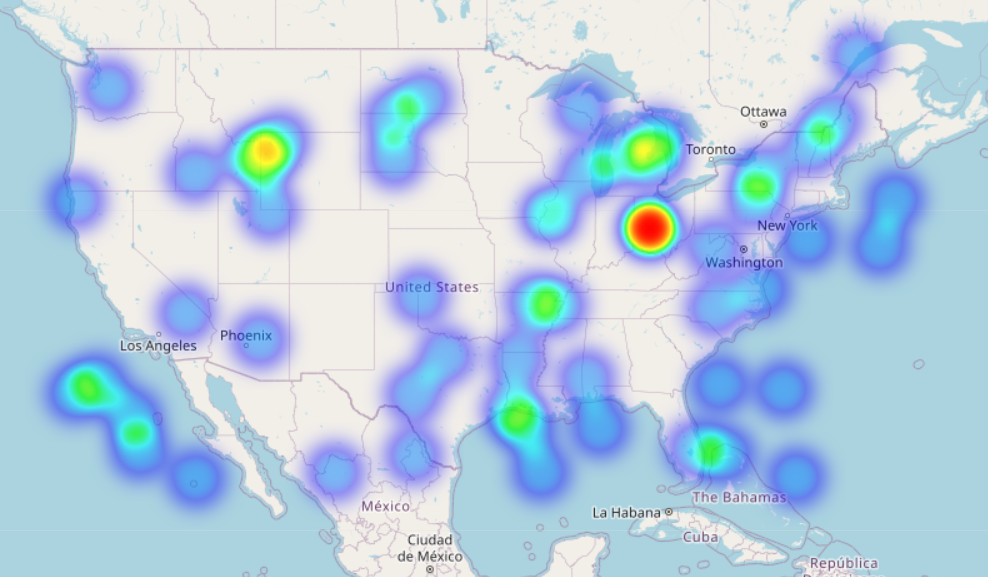 Ottawa
Toronto
New York
Washington
United States
Phoenix
Los Angeles
The Bahamas
México
La Habana
Cuba
Ciudad
de México
República